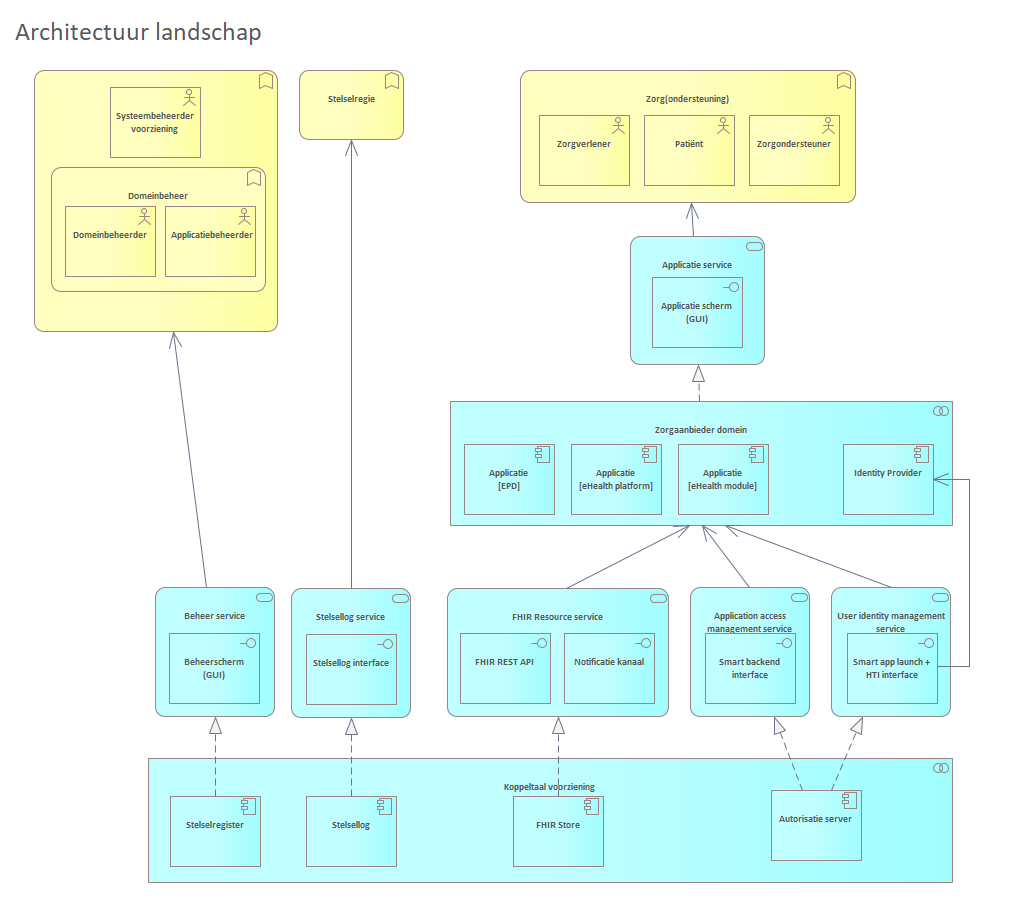 Architectuur landschap
Systeembeheerder
voorziening
Domeinbeheer
Domeinbeheerder
Applicatiebeheerder
Stelselregie
Zorg(ondersteuning)
Zorgverlener
Patiënt
Zorgondersteuner
Applicatie service
Applicatie scherm
(GUI)
Zorgaanbieder domein
Applicatie
[EPD]
Applicatie
[eHealth platform]
Applicatie
[eHealth module]
Identity Provider
Beheer service
Beheerscherm
(GUI)
Stelsellog service
Stelsellog interface
FHIR Resource service
FHIR REST API
Notificatie kanaal
Application access
management service
Smart backend
interface
User identity management
service
Smart app launch +
HTI interface
Koppeltaal voorziening
Stelselregister
Stelsellog
FHIR Store
Autorisatie server